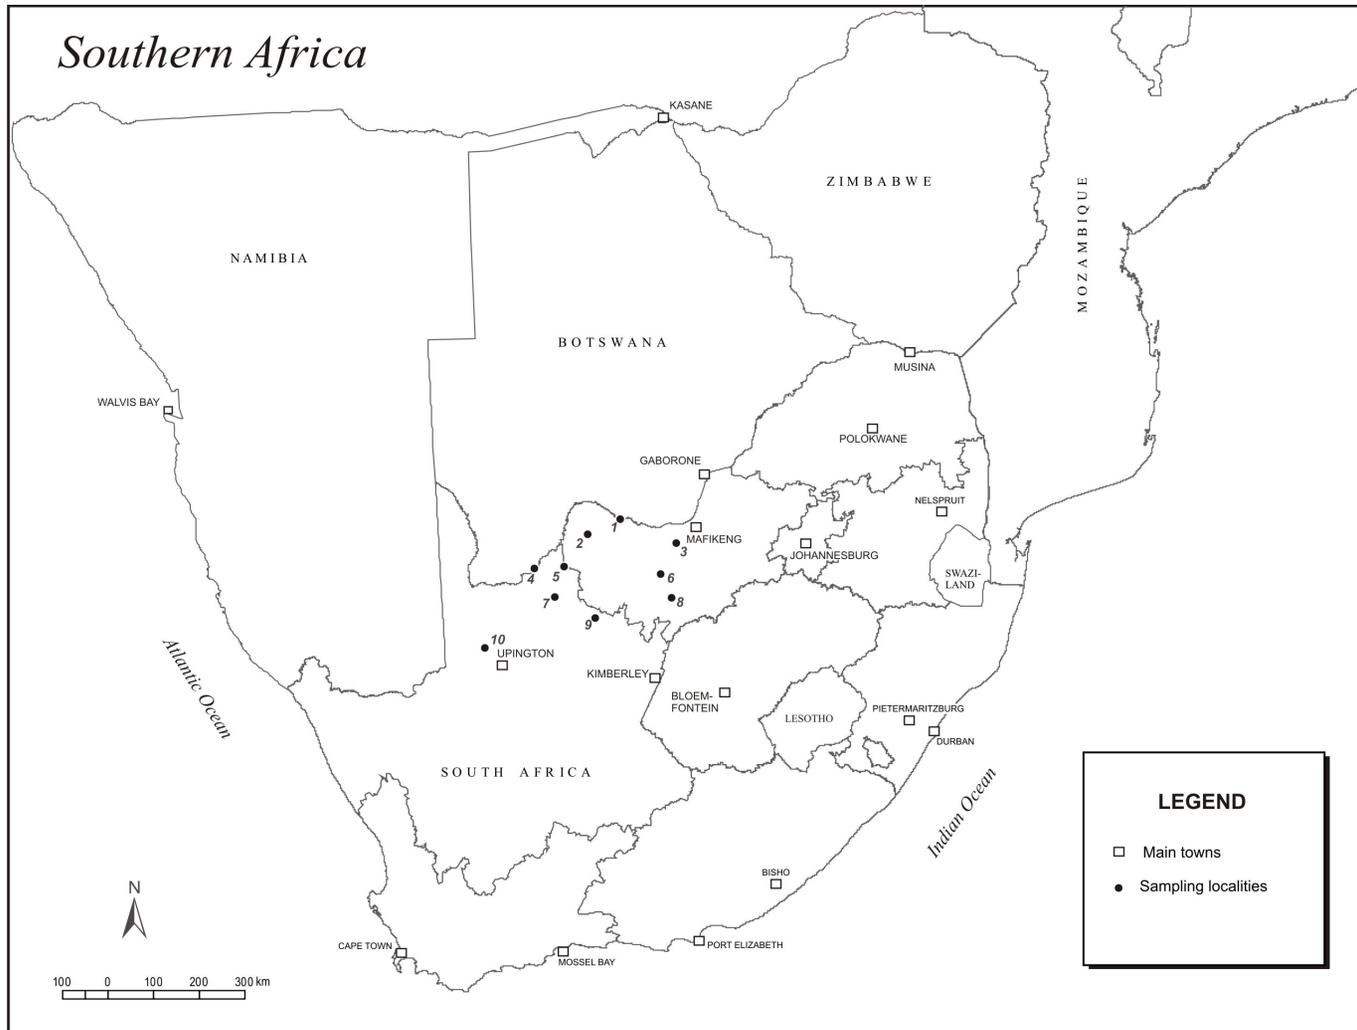 Southern Africa
KASANE
ZIMBABWE
MOZAMBIQUE
NAMIBIA
BOTSWANA
MUSINA
WALVIS BAY
POLOKWANE
GABORONE
NELSPRUIT
1
2
MAFIKENG
3
JOHANNESBURG
4
5
6
SWAZI-
LAND
7
8
9
10
UPINGTON
KIMBERLEY
BLOEM-
FONTEIN
LESOTHO
PIETERMARITZBURG
DURBAN
Atlantic Ocean
SOUTH AFRICA
Indian Ocean
LEGEND
Main towns
Sampling localities
BISHO
N
CAPE TOWN
PORT ELIZABETH
MOSSEL BAY
100 0 100 200 300 km